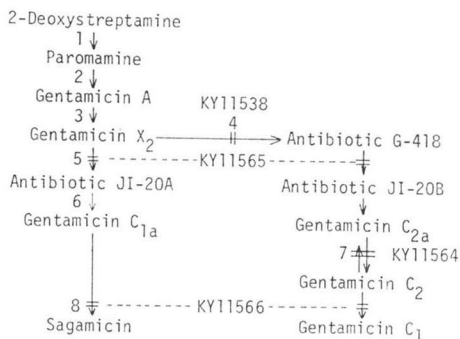 2-Deoxystreptamine
1
Paromamine
2
Gentamicin A
3
KY11538
Gentamicin X2
4
Antibiotic G-418
5
KY11565
Antibiotic JI-20A
Antibiotic JI-20B
6
Gentamicin C1a
Gentamicin C2a
7
KY11564
Gentamicin C2
8
KY11566
Sagamicin
Gentamicin C1